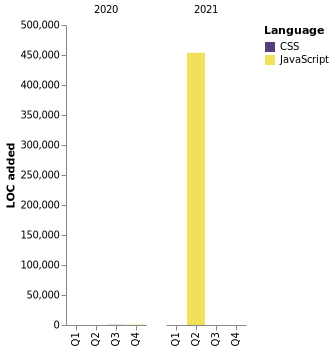 2020 2021
Language
CSS
JavaScript
LOC added
500,000
450,000
400,000
350,000
300,000
250,000
200,000
150,000
100,000
50,000
0
Q1 Q2 Q3 Q4 Q1 Q2 Q3 Q4